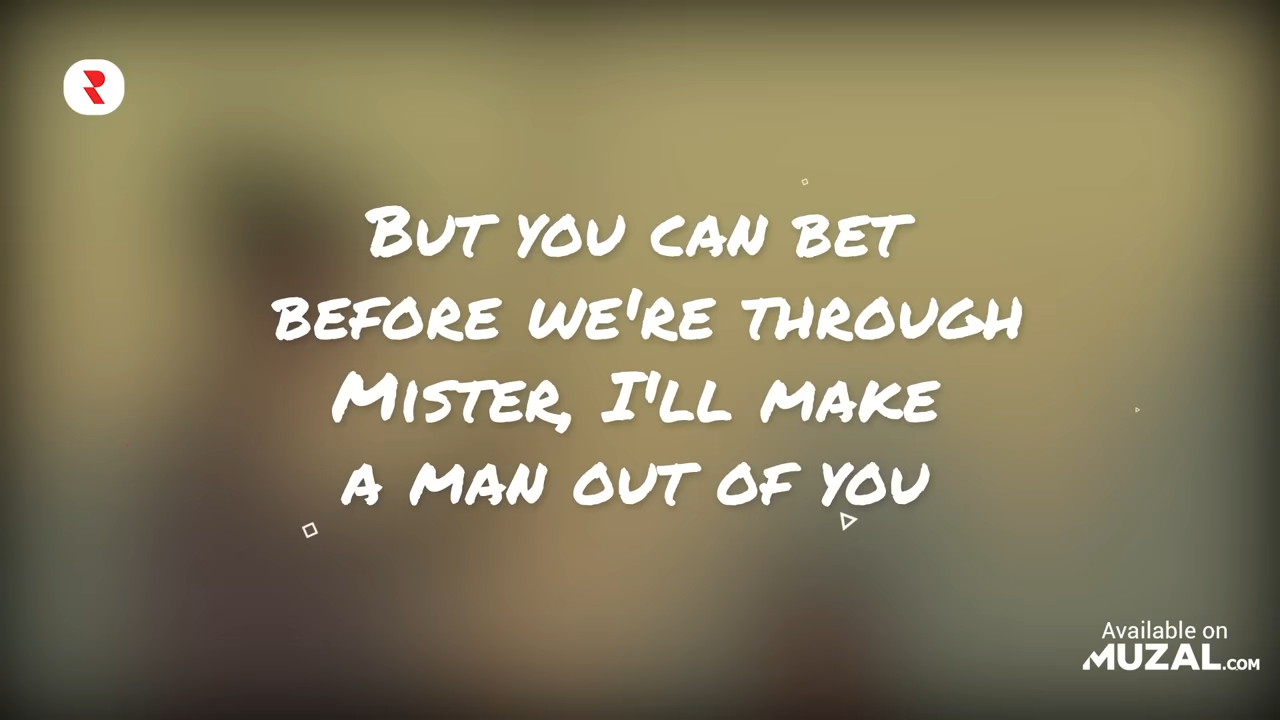 But you can bet
before we're through
Mister, I'll make
a man out of you
Available on
MUZAL.COM